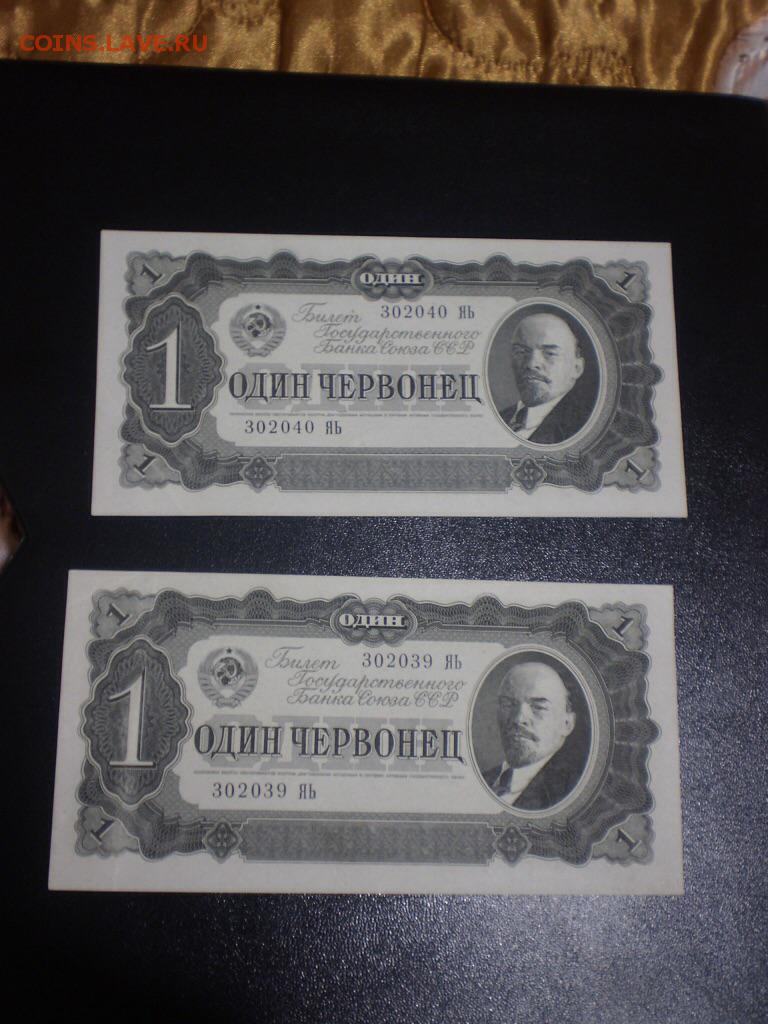 COINS.LAVE.RU
1 1
ОДИН
Билет 302040 ЯЬ
Государственного
Банка Союза ССР
1
ОДИН ЧЕРВОНЕЦ
302040 ЯЬ
1 1
1 1
ОДИН
Билет 302039 ЯЬ
Государственного
Банка Союза ССР
1
ОДИН ЧЕРВОНЕЦ
302039 ЯЬ
1 1